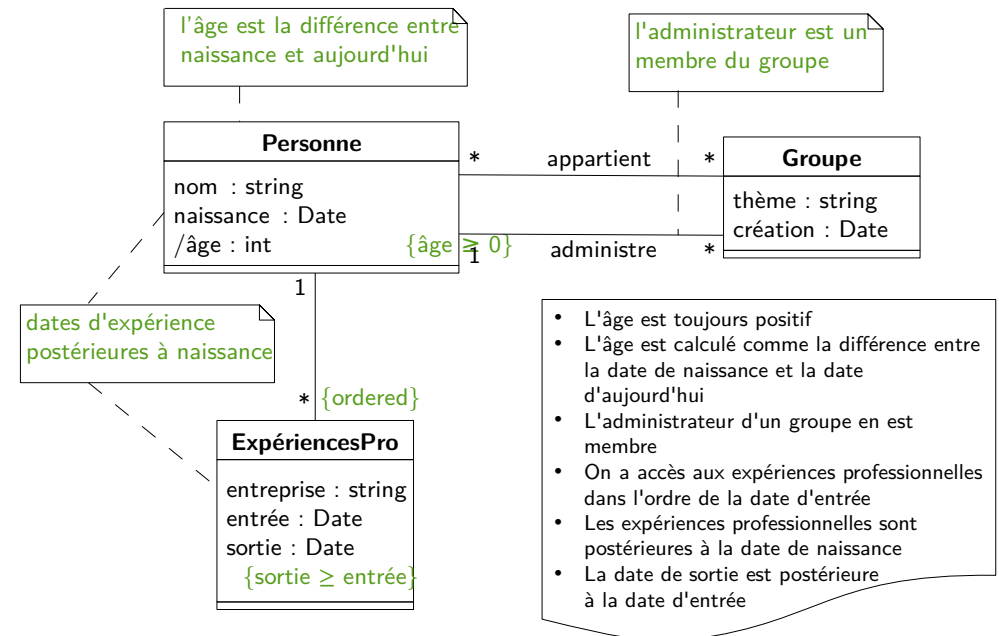 l'âge est la différence entre
naissance et aujourd'hui
l'administrateur est un
membre du groupe
Personne
nom : string
naissance : Date
/âge : int
{âge ≥ 0}
* appartient *
1 administre *
Groupe
thème : string
création : Date
1
dates d'expérience
postérieures à naissance
* {ordered}
ExpériencesPro
entreprise : string
entrée : Date
sortie : Date
{sortie ≥ entrée}
• L'âge est toujours positif
• L'âge est calculé comme la différence entre
la date de naissance et la date
d'aujourd'hui
• L'administrateur d'un groupe en est
membre
• On a accès aux expériences professionnelles
dans l'ordre de la date d'entrée
• Les expériences professionnelles sont
postérieures à la date de naissance
• La date de sortie est postérieure
à la date d'entrée